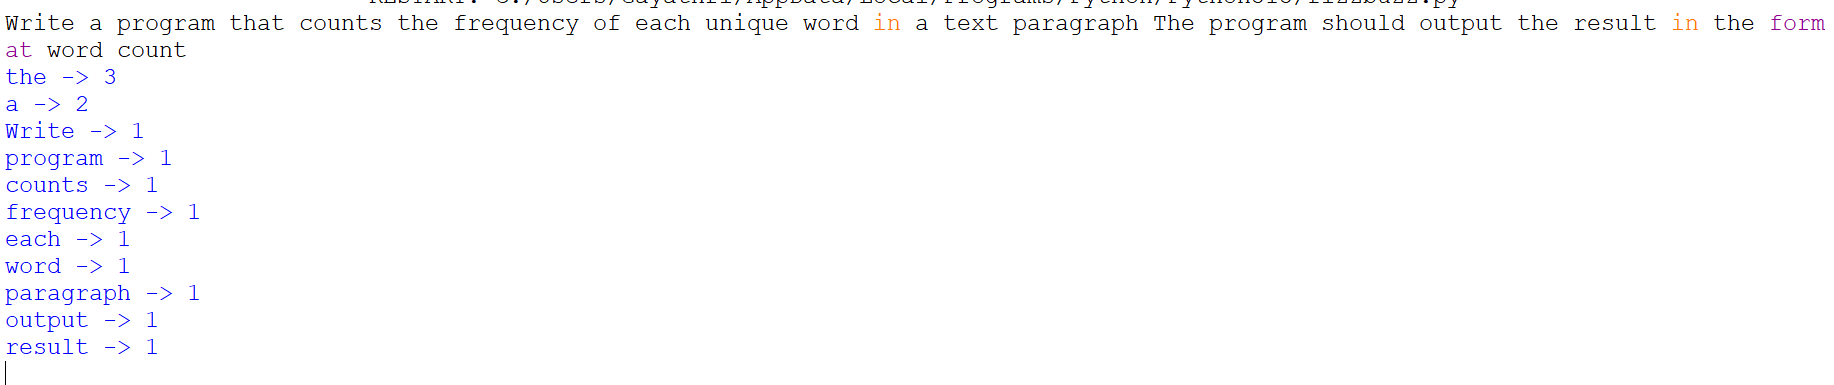 Write a program that counts the frequency of each unique word in a text paragraph The program should output the result in the form
at word count
the -> 3
a -> 2
Write -> 1
program -> 1
counts -> 1
frequency -> 1
each -> 1
word -> 1
paragraph -> 1
output -> 1
result -> 1